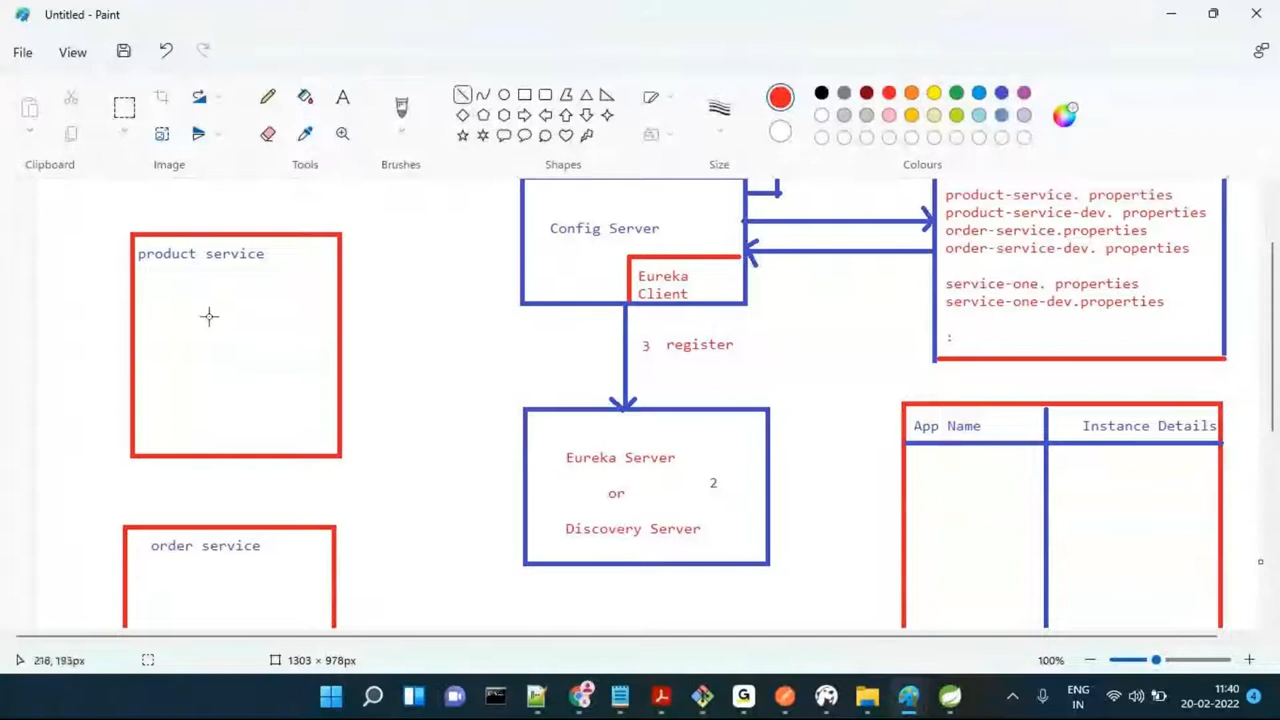 Untitled - Paint
File
View
Clipboard
Image
Tools
Brushes
Shapes
Size
Colours
A
product service
Config Server
Eureka
Client
product-service. properties
product-service-dev. properties
order-service.properties
order-service-dev. properties
service-one. properties
service-one-dev.properties
:
3 register
Eureka Server
2
or
Discovery Server
App Name
Instance Details
order service
218, 193px
1303 × 978px
100%
ENG
IN
11:40
20-02-2022
4